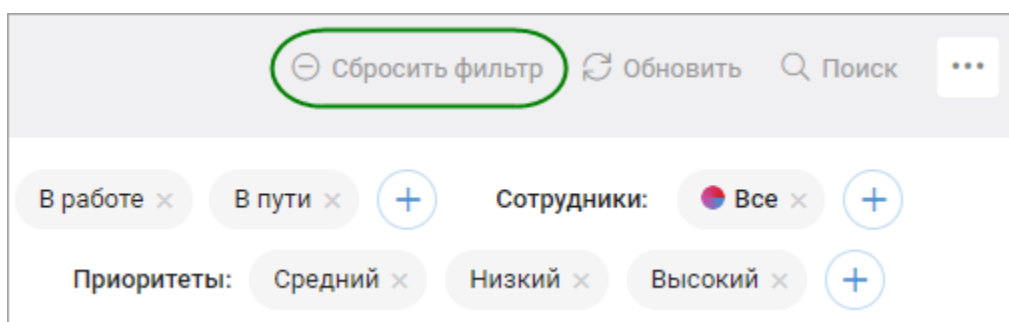 Сбросить фильтр Обновить Поиск
В работе В пути Сотрудники: Все
Приоритеты: Средний Низкий Высокий